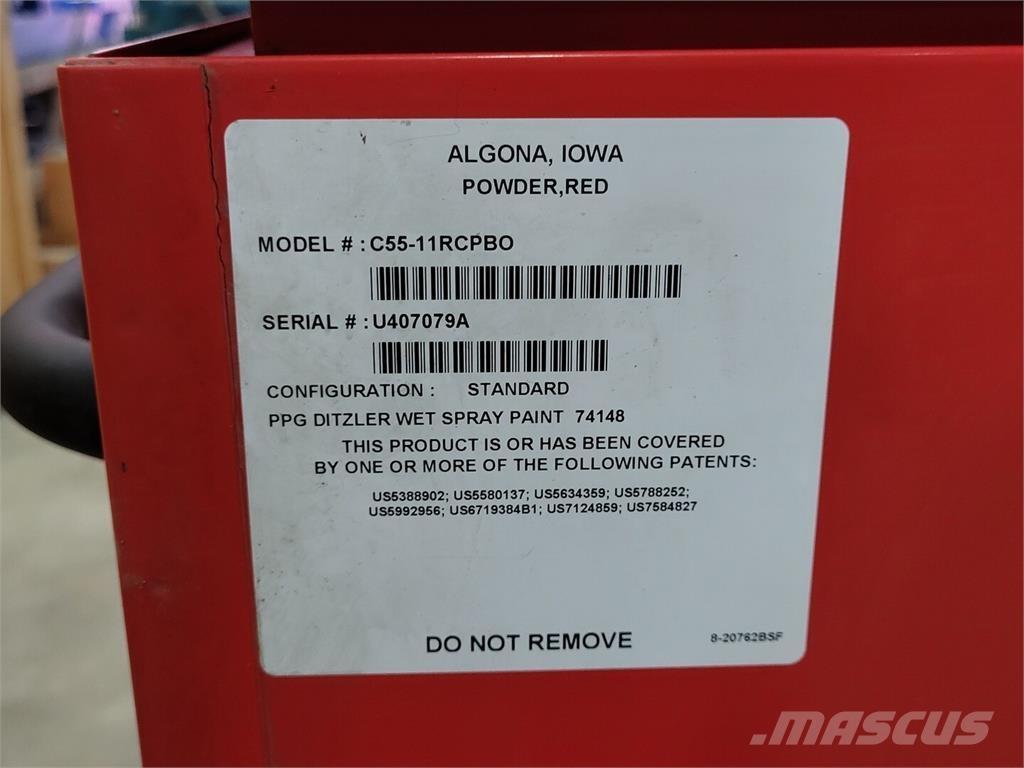 ALGONA, IOWA
POWDER,RED
MODEL # : C55-11RCPBO
SERIAL # : U407079A
CONFIGURATION : STANDARD
PPG DITZLER WET SPRAY PAINT 74148
THIS PRODUCT IS OR HAS BEEN COVERED
BY ONE OR MORE OF THE FOLLOWING PATENTS:
US5388902; US5580137; US5634359; US5788252;
US5992956; US6719384B1; US7124859; US7584827
DO NOT REMOVE
8-20762BSF
.MASCUS